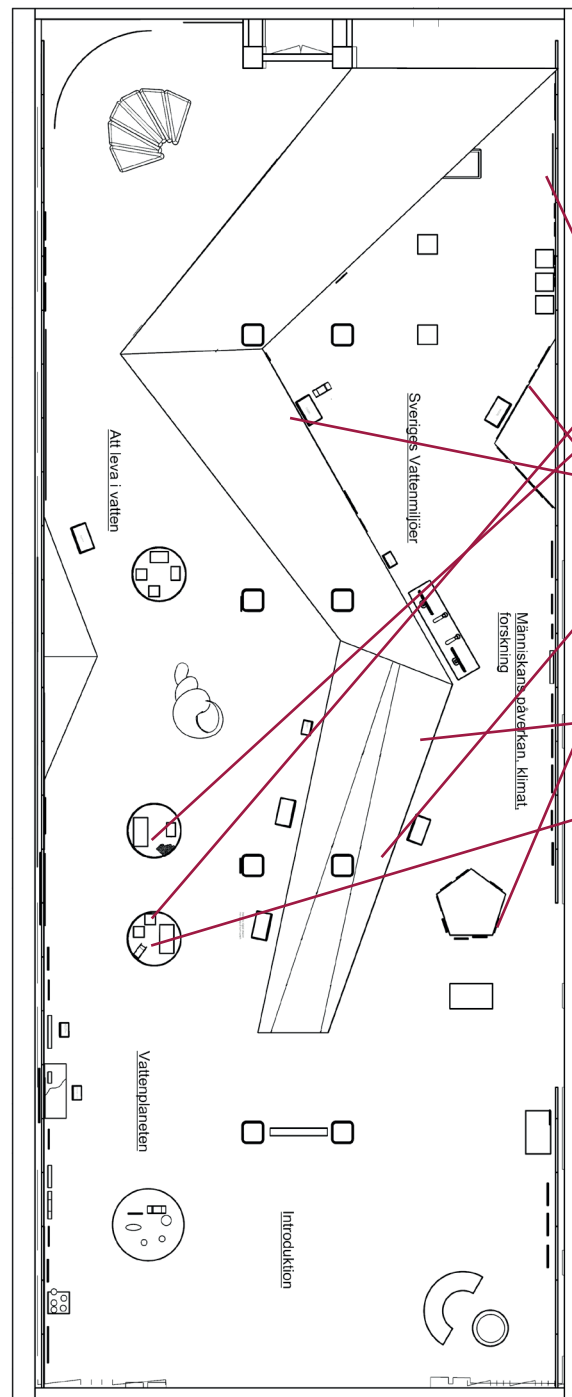 Att leva i vatten
Sveriges Vattenmiljöer
Människans påverkan, klimat,
forskning
Vattenplaneten
Introduktion